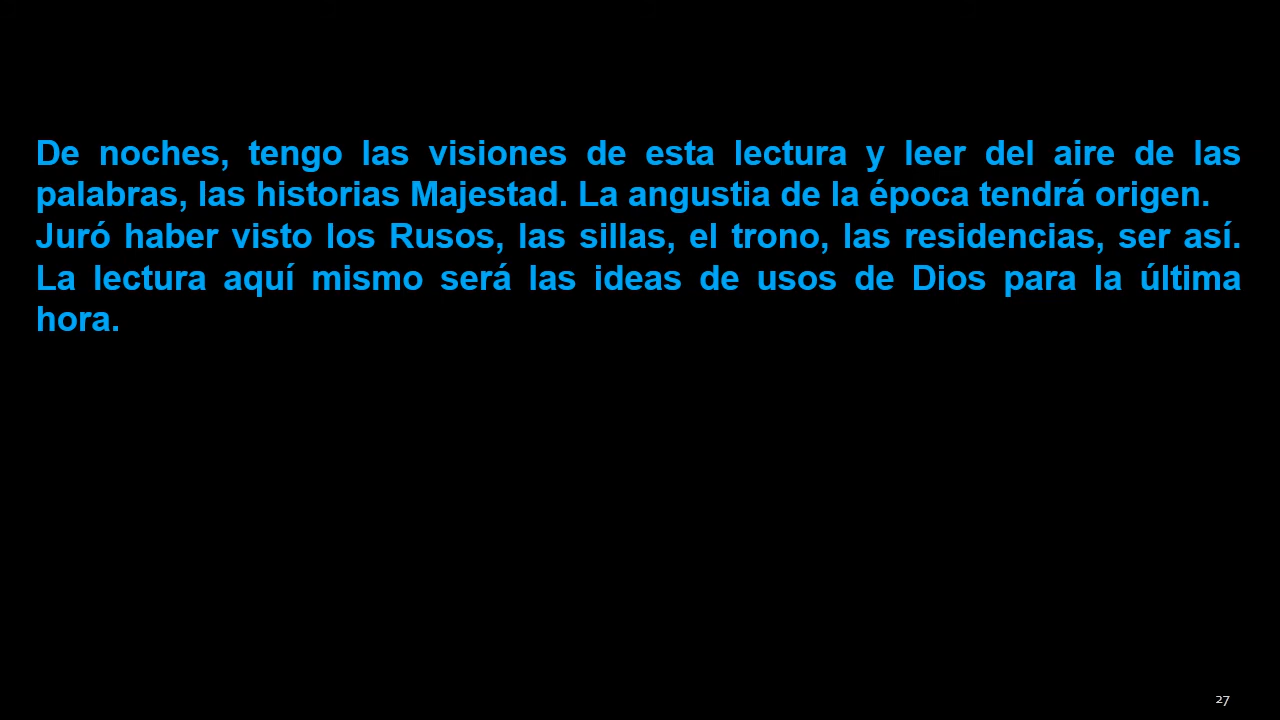 De noches, tengo las visiones de esta lectura y leer del aire de las
palabras, las historias Majestad. La angustia de la época tendrá origen.
Juró haber visto los Rusos, las sillas, el trono, las residencias, ser así.
La lectura aquí mismo será las ideas de usos de Dios para la última
hora.
27